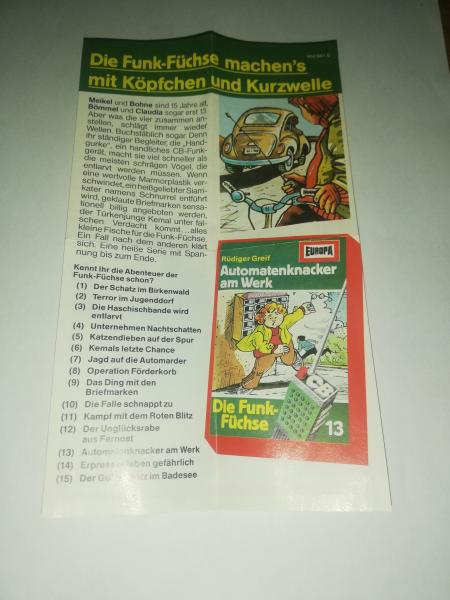 Die Funk-Füchse machen's
mit Köpfchen und Kurzwelle
Meikel und Bohne sind 15 Jahre alt,
Bömmel und Claudia sogar erst 13.
Aber was die vier zusammen an-
stellen, schlägt immer wieder
Wellen. Buchstäblich sogar. Denn
ihr ständiger Begleiter, die „Hand-
gurke", ein handliches CB-Funk-
gerät, macht sie viel schneller als
die meisten schrägen Vögel, die
entlarvt werden müssen. Wenn
eine wertvolle Marmorplastik ver-
schwindet, ein heißgeliebter Siam-
kater namens Schnurrel entführt
wird, geklaute Briefmarken sensa-
tionell billig angeboten werden,
der Türkenjunge Kemal unter fal-
schen Verdacht kommt...alles
kleine Fische für die Funk-Füchse.
Ein Fall nach dem anderen klärt
sich. Eine heiße Serie mit Span-
nung bis zum Ende.
Kennt Ihr die Abenteuer der
Funk-Füchse schon?
(1) Der Schatz im Birkenwald
(2) Terror im Jugenddorf
(3) Die Haschischbande wird
entlarvt
(4) Unternehmen Nachtschatten
(5) Katzendieben auf der Spur
(6) Kemals letzte Chance
(7) Jagd auf die Automarder
(8) Operation Förderkorb
(9) Das Ding mit den
Briefmarken
(10) Die Falle schnappt zu
(11) Kampf mit dem Roten Blitz
(12) Der Unglücksrabe
aus Fernost
(13) Automatenknacker am Werk
(14) Erpresser leben gefährlich
(15) Der Goldschatz im Badesee
EUROPA
Rüdiger Greif
Automatenknacker
am Werk
CB
Die Funk-
Füchse
13